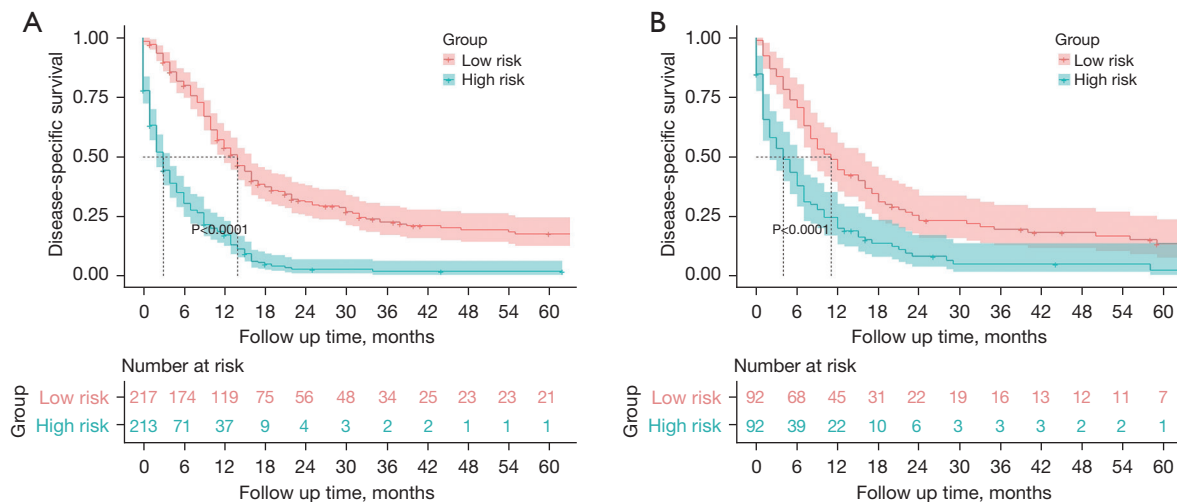 A
Disease-specific survival
1.00
0.75
0.50
0.25
0.00
Group
Low risk
High risk
P<0.0001
0 6 12 18 24 30 36 42 48 54 60
Follow up time, months
Number at risk
Group
Low risk 217 174 119 75 56 48 34 25 23 23 21
High risk 213 71 37 9 4 3 2 2 1 1 1
0 6 12 18 24 30 36 42 48 54 60
Follow up time, months
B
Disease-specific survival
1.00
0.75
0.50
0.25
0.00
Group
Low risk
High risk
P<0.0001
0 6 12 18 24 30 36 42 48 54 60
Follow up time, months
Number at risk
Group
Low risk 92 68 45 31 22 19 16 13 12 11 7
High risk 92 39 22 10 6 3 3 3 2 2 1
0 6 12 18 24 30 36 42 48 54 60
Follow up time, months